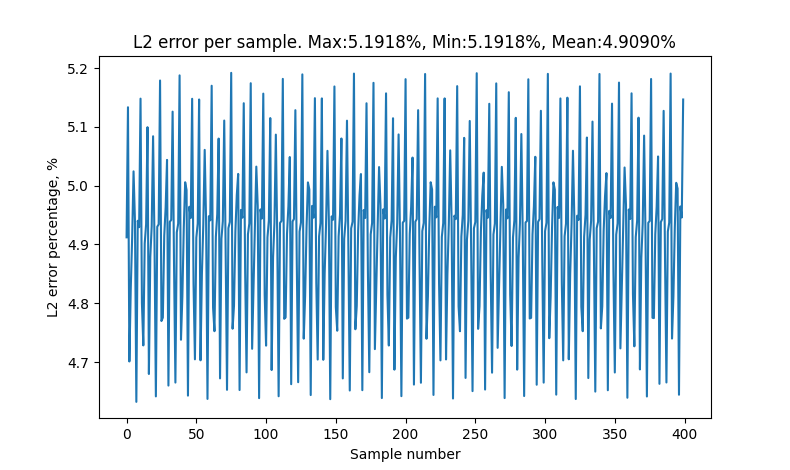 L2 error per sample. Max:5.1918%, Min:5.1918%, Mean:4.9090%
5.2
5.1
5.0
4.9
4.8
4.7
L2 error percentage, %
0 50 100 150 200 250 300 350 400
Sample number